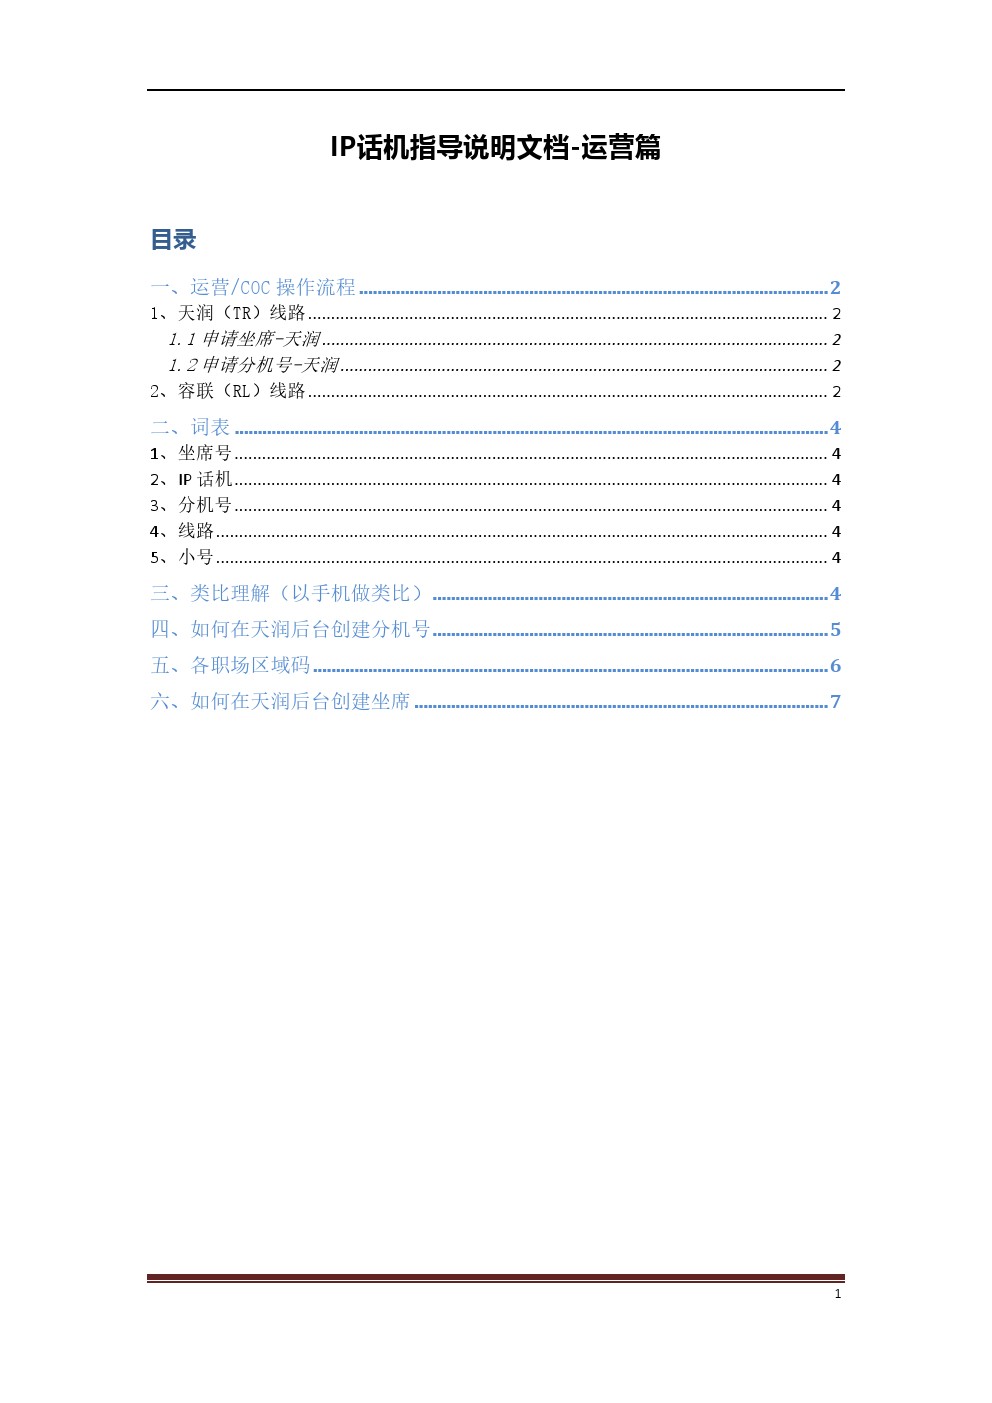 IP话机指导说明文档-运营篇
目录
一、运营/COC 操作流程 2
1、天润（TR）线路 2
1.1 申请坐席-天润 2
1.2 申请分机号-天润 2
2、容联（RL）线路 2
二、词表 4
1、坐席号 4
2、IP 话机 4
3、分机号 4
4、线路 4
5、小号 4
三、类比理解（以手机做类比） 4
四、如何在天润后台创建分机号 5
五、各职场区域码 6
六、如何在天润后台创建坐席 7
1